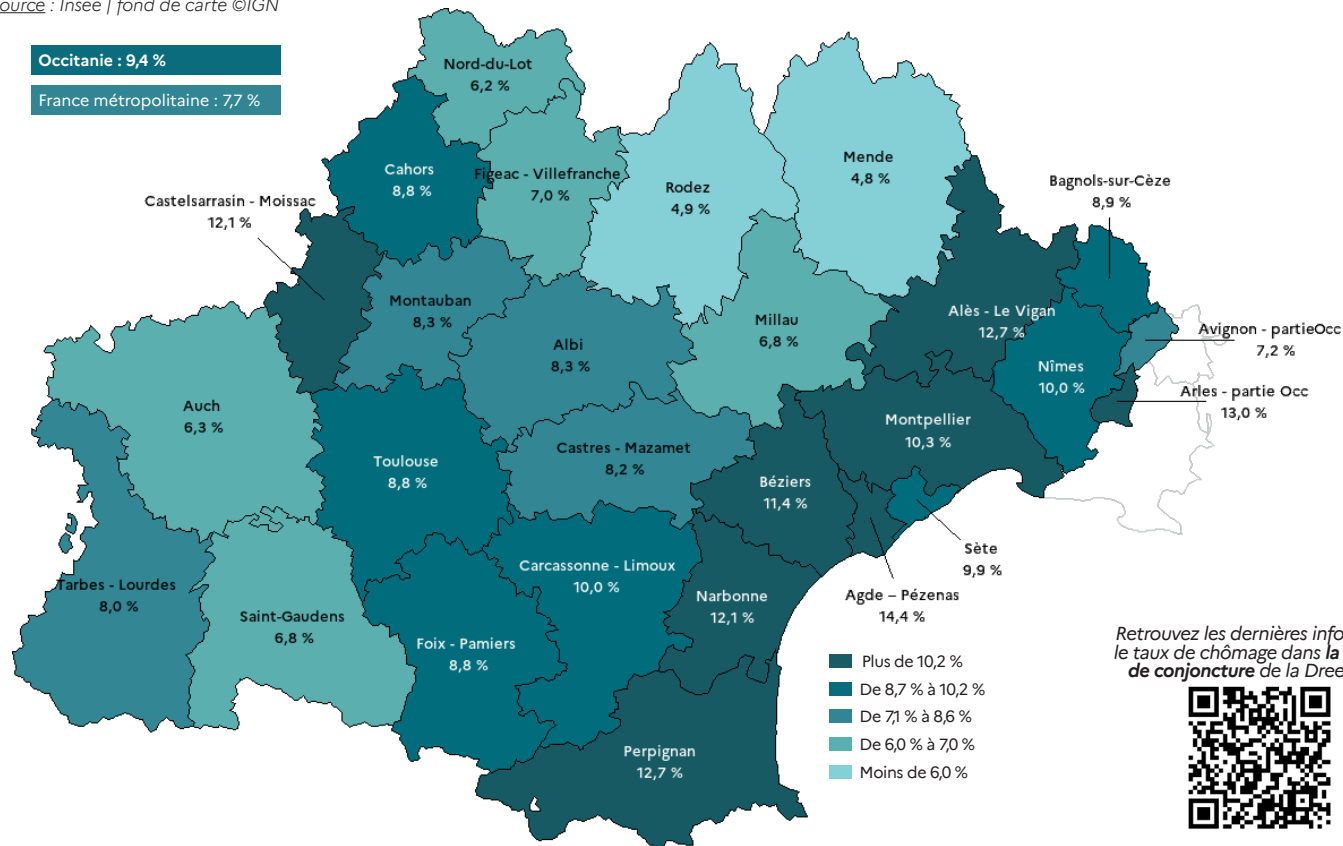 ource : Insee | fond de carte ©IGN
Occitanie : 9,4 %
France métropolitaine : 7,7 %
Nord-du-Lot
6,2 %
Cahors
8,8 %
Figeac - Villefranche
7,0 %
Rodez
4,9 %
Mende
4,8 %
Bagnols-sur-Cèze
8,9 %
Castelsarrasin - Moissac
12,1 %
Montauban
8,3 %
Albi
8,3 %
Millau
6,8 %
Alès - Le Vigan
12,7 %
Avignon - partieOcc
7,2 %
Nîmes
10,0 %
Arles - partie Occ
13,0 %
Auch
6,3 %
Toulouse
8,8 %
Castres - Mazamet
8,2 %
Montpellier
10,3 %
Béziers
11,4 %
Sète
9,9 %
Agde – Pézenas
14,4 %
Tarbes - Lourdes
8,0 %
Saint-Gaudens
6,8 %
Foix - Pamiers
8,8 %
Carcassonne - Limoux
10,0 %
Narbonne
12,1 %
Perpignan
12,7 %
Plus de 10,2 %
De 8,7 % à 10,2 %
De 7,1 % à 8,6 %
De 6,0 % à 7,0 %
Moins de 6,0 %
Retrouvez les dernières info
le taux de chômage dans la
de conjoncture de la Dree